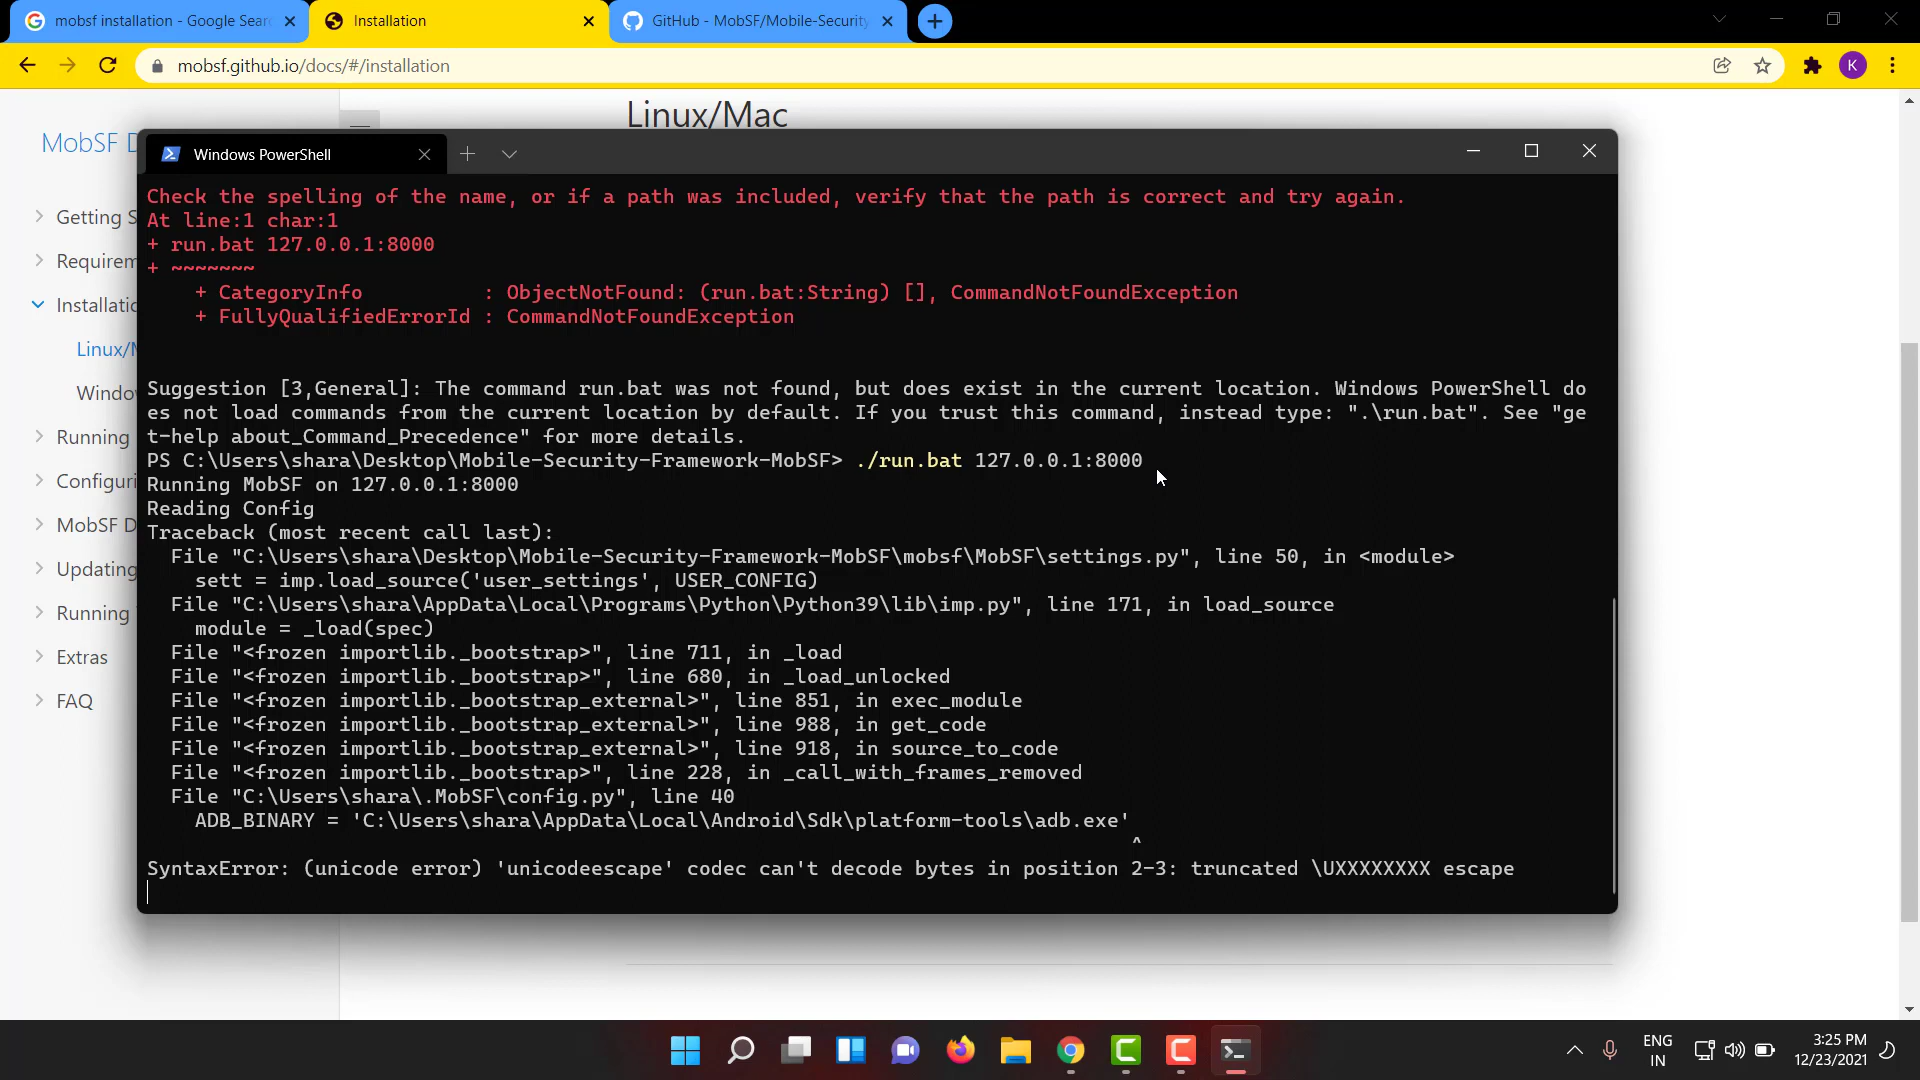 mobsf installation - Google Sear
Installation
GitHub - MobSF/Mobile-Security
mobsf.github.io/docs/#/installation
K
Linux/Mac
MobSF D
Getting S
Requirem
Installatio
Linux/M
Window
Running
Configuri
MobSF D
Updating
Running
Extras
FAQ
Windows PowerShell
Check the spelling of the name, or if a path was included, verify that the path is correct and try again.
At line:1 char:1
+ run.bat 127.0.0.1:8000
+ ~~~~~~~
+ CategoryInfo : ObjectNotFound: (run.bat:String) [], CommandNotFoundException
+ FullyQualifiedErrorId : CommandNotFoundException
Suggestion [3,General]: The command run.bat was not found, but does exist in the current location. Windows PowerShell do
es not load commands from the current location by default. If you trust this command, instead type: ".\run.bat". See "ge
t-help about_Command_Precedence" for more details.
PS C:\Users\shara\Desktop\Mobile-Security-Framework-MobSF> ./run.bat 127.0.0.1:8000
Running MobSF on 127.0.0.1:8000
Reading Config
Traceback (most recent call last):
File "C:\Users\shara\Desktop\Mobile-Security-Framework-MobSF\mobsf\MobSF\settings.py", line 50, in <module>
sett = imp.load_source('user_settings', USER_CONFIG)
File "C:\Users\shara\AppData\Local\Programs\Python\Python39\lib\imp.py", line 171, in load_source
module = _load(spec)
File "<frozen importlib._bootstrap>", line 711, in _load
File "<frozen importlib._bootstrap>", line 680, in _load_unlocked
File "<frozen importlib._bootstrap_external>", line 851, in exec_module
File "<frozen importlib._bootstrap_external>", line 988, in get_code
File "<frozen importlib._bootstrap_external>", line 918, in source_to_code
File "<frozen importlib._bootstrap>", line 228, in _call_with_frames_removed
File "C:\Users\shara\.MobSF\config.py", line 40
ADB_BINARY = 'C:\Users\shara\AppData\Local\Android\Sdk\platform-tools\adb.exe'
^
SyntaxError: (unicode error) 'unicodeescape' codec can't decode bytes in position 2-3: truncated \UXXXXXXXX escape
ENG
IN
3:25 PM
12/23/2021